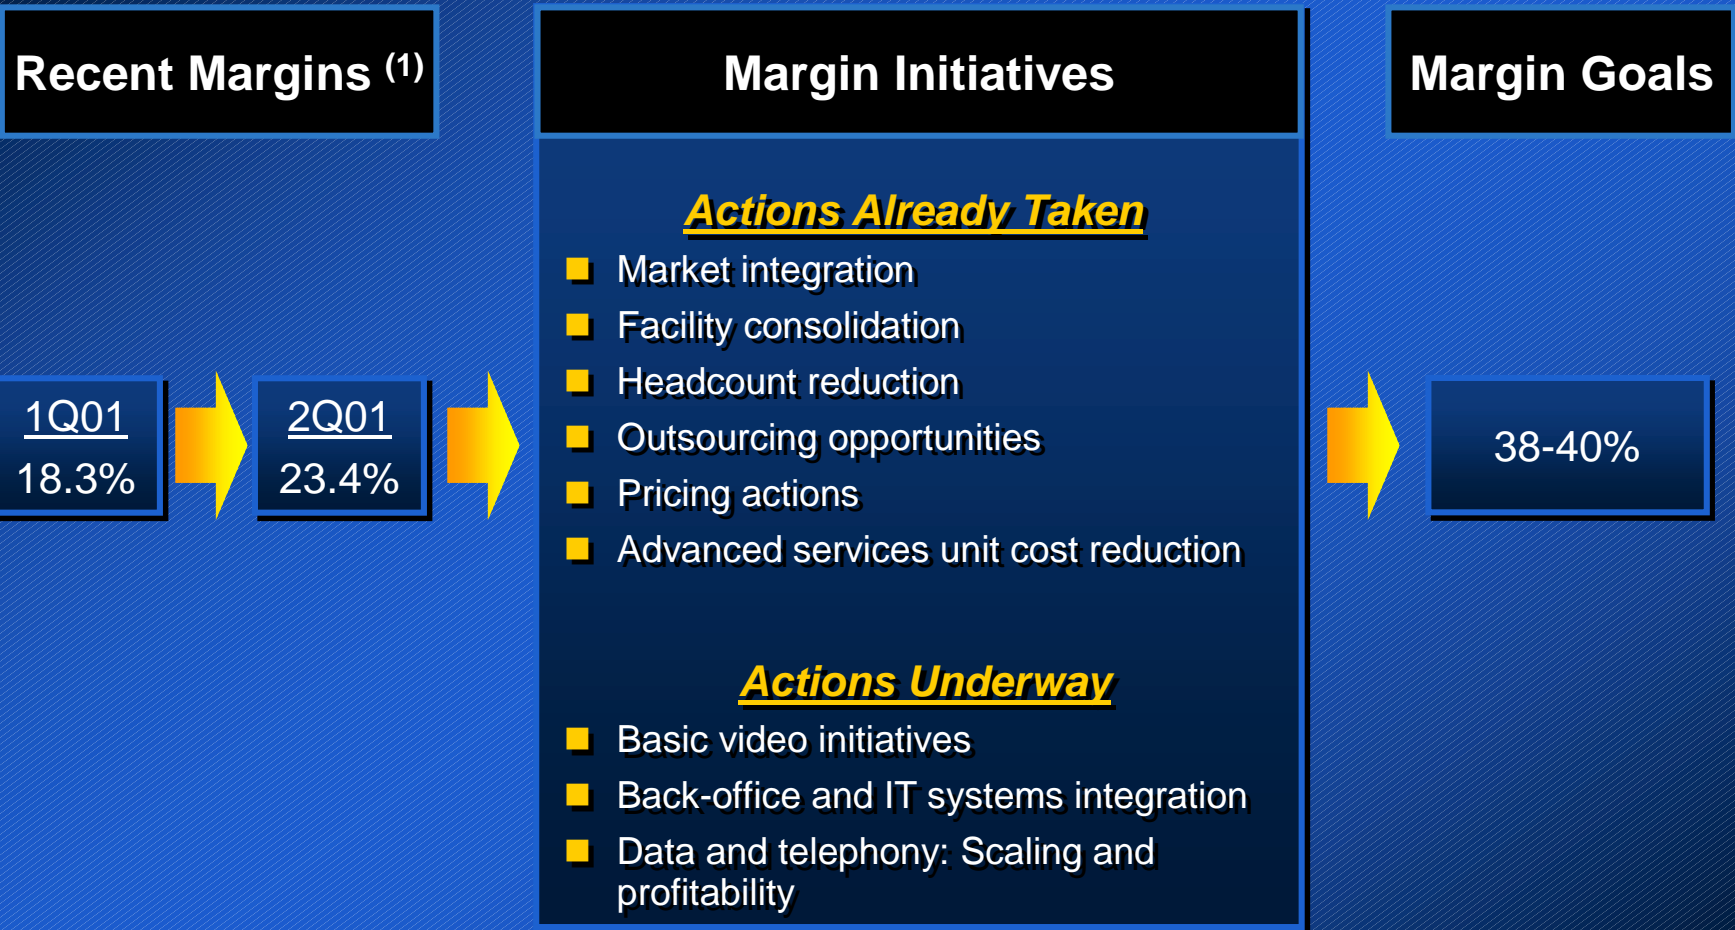 Recent Margins (1)
Margin Initiatives
Margin Goals
1Q01
18.3%
2Q01
23.4%
Actions Already Taken
Market integration
Facility consolidation
Headcount reduction
Outsourcing opportunities
Pricing actions
Advanced services unit cost reduction
Actions Underway
Basic video initiatives
Back-office and IT systems integration
Data and telephony: Scaling and
profitability
38-40%